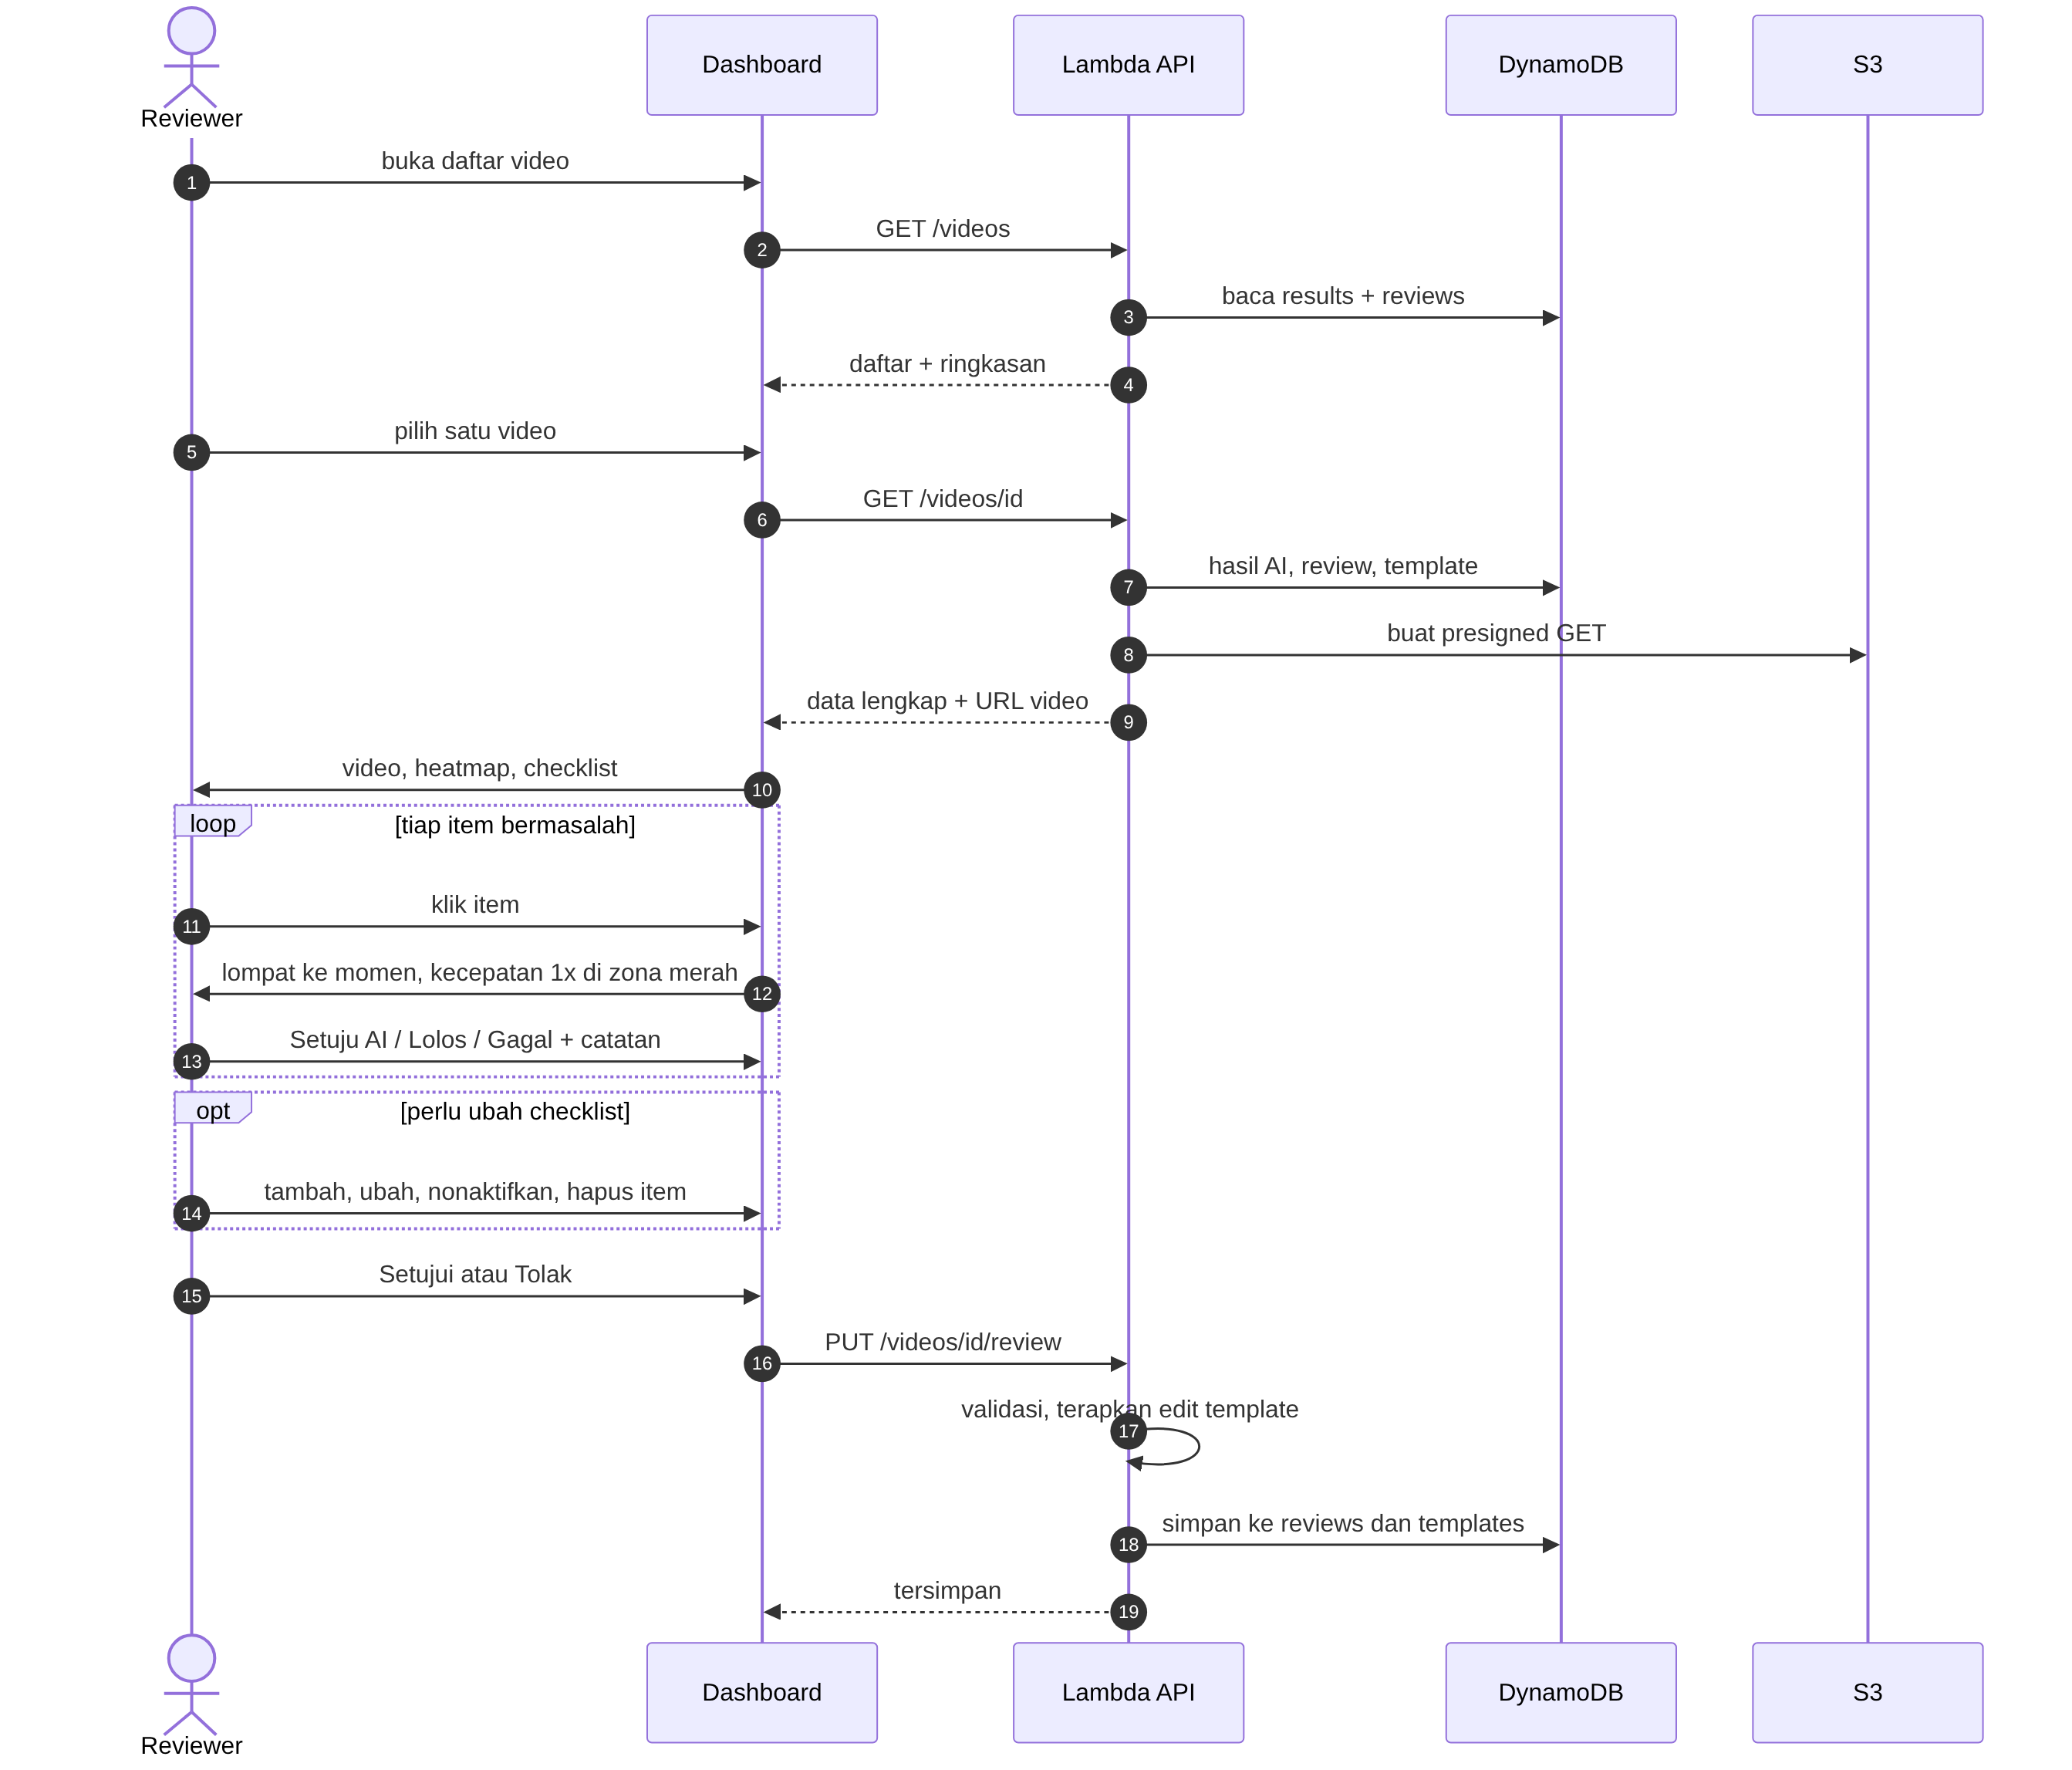 Reviewer
Dashboard
Lambda API
DynamoDB
S3
buka daftar video
1
GET /videos
2
baca results + reviews
3
daftar + ringkasan
4
pilih satu video
5
GET /videos/id
6
hasil AI, review, template
7
buat presigned GET
8
data lengkap + URL video
9
video, heatmap, checklist
10
loop
[tiap item bermasalah]
klik item
11
lompat ke momen, kecepatan 1x di zona merah
12
Setuju AI / Lolos / Gagal + catatan
13
opt
[perlu ubah checklist]
tambah, ubah, nonaktifkan, hapus item
14
Setujui atau Tolak
15
PUT /videos/id/review
16
validasi, terapkan edit template
17
simpan ke reviews dan templates
18
tersimpan
19
Reviewer
Dashboard
Lambda API
DynamoDB
S3